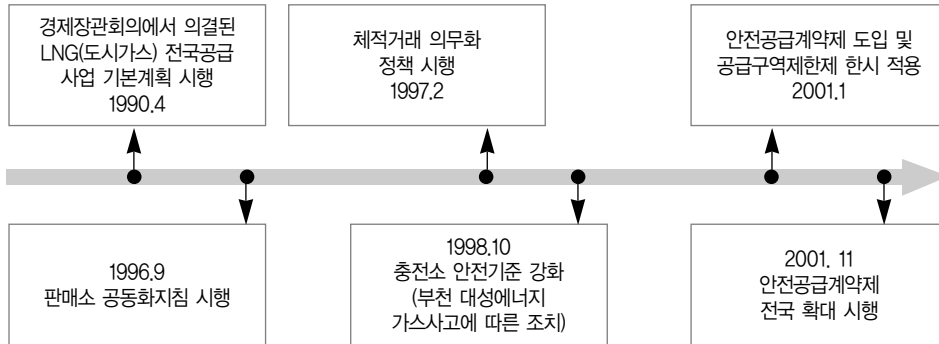 경제장관회의에서 의결된
LNG(도시가스) 전국공급
사업 기본계획 시행
1990.4
체적거래 의무화
정책 시행
1997.2
안전공급계약제 도입 및
공급구역제한제 한시 적용
2001.1
1996.9
판매소 공동화지침 시행
1998.10
충전소 안전기준 강화
(부천 대성에너지
가스사고에 따른 조치)
2001. 11
안전공급계약제
전국 확대 시행